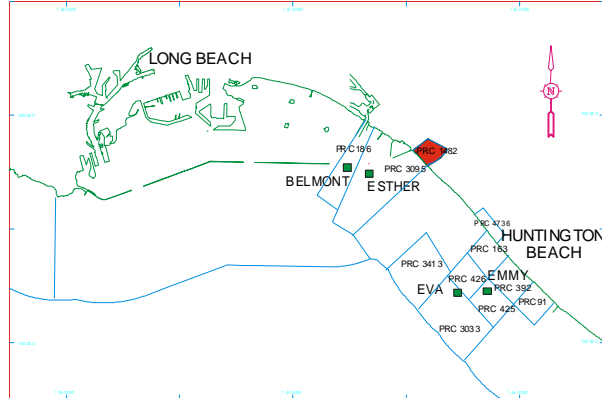 LONG BEACH
N
PRC 186
PRC 1482
PRC 3095
BELMONT
ESTHER
PRC 4736
HUNTINGTON
BEACH
PRC 163
PRC 3413
PRC 426
EMMY
EVA
PRC 392
PRC 425
PRC 91
PRC 3033